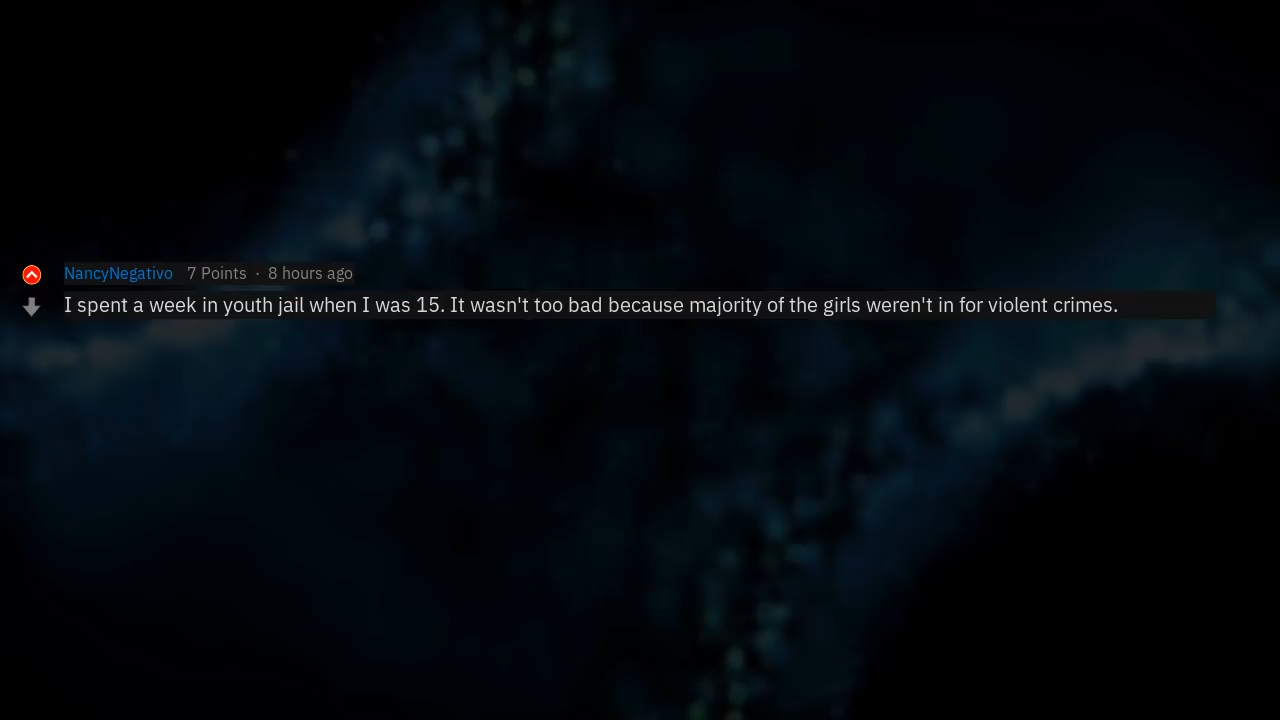 NancyNegativo 7 Points · 8 hours ago
I spent a week in youth jail when I was 15. It wasn't too bad because majority of the girls weren't in for violent crimes.